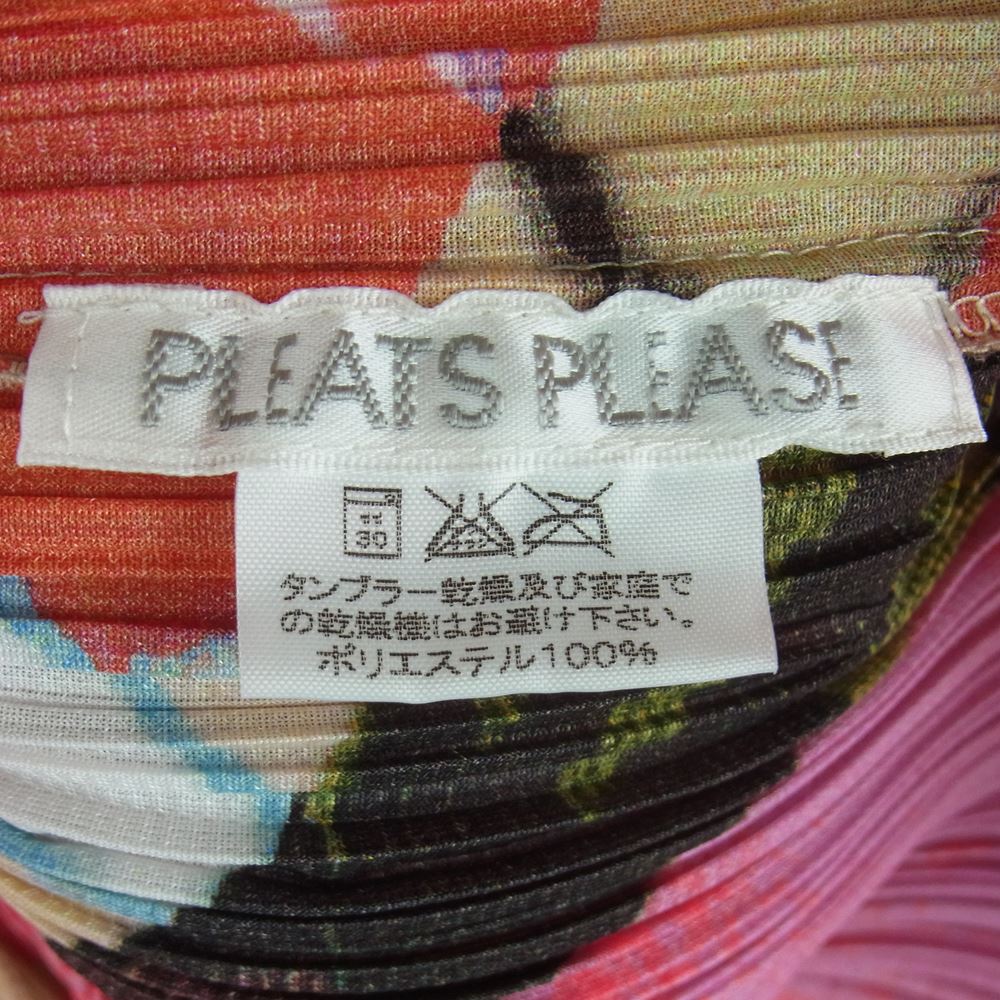 PLEATS PLEASE
30
タンブラー乾燥及び家庭で
の乾燥機はお避け下さい。
ポリエステル100%